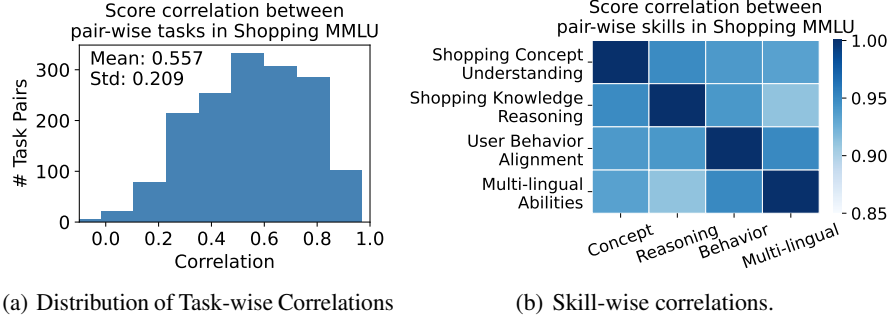 Score correlation between
pair-wise tasks in Shopping MMLU
Mean: 0.557
Std: 0.209
300
200
100
0
# Task Pairs
0.0 0.2 0.4 0.6 0.8 1.0
Correlation
(a) Distribution of Task-wise Correlations
Score correlation between
pair-wise skills in Shopping MMLU
Shopping Concept
Understanding
Shopping Knowledge
Reasoning
User Behavior
Alignment
Multi-lingual
Abilities
Concept Reasoning Behavior Multi-lingual
1.00
0.95
0.90
0.85
(b) Skill-wise correlations.